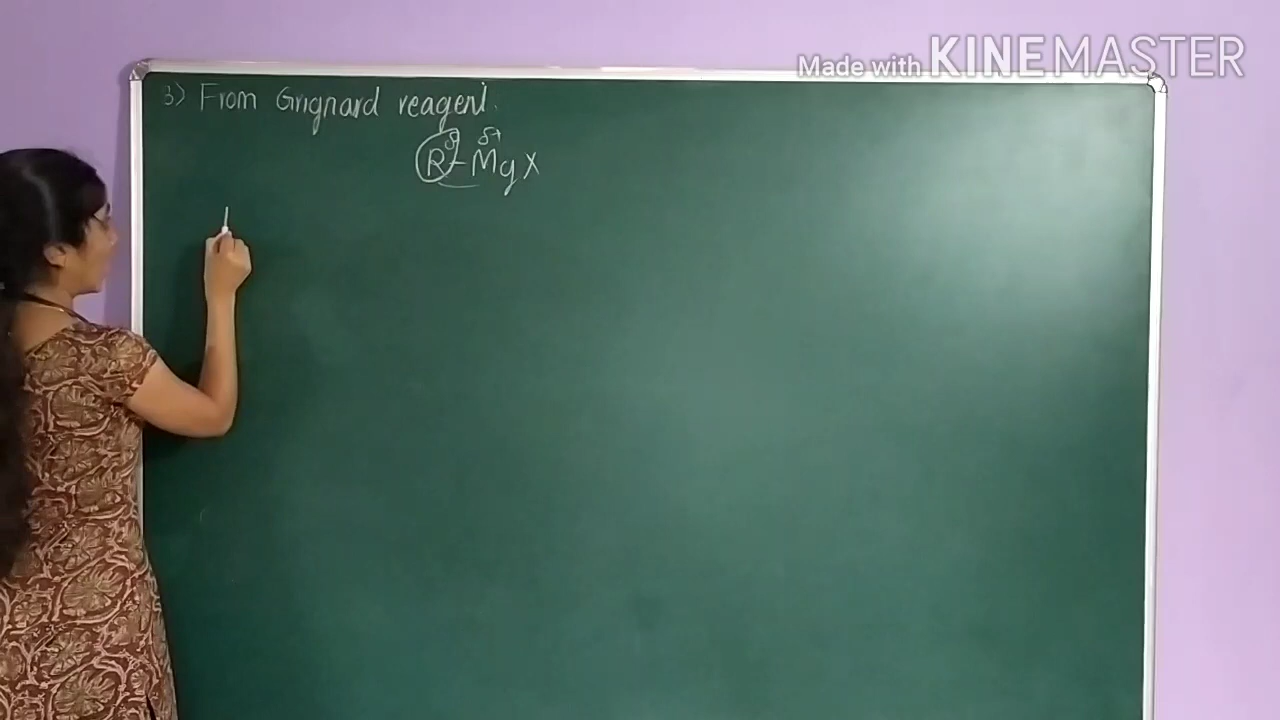 Made with KINEMASTER
3) From Grignard reagent.
δ- δ+
R - MgX